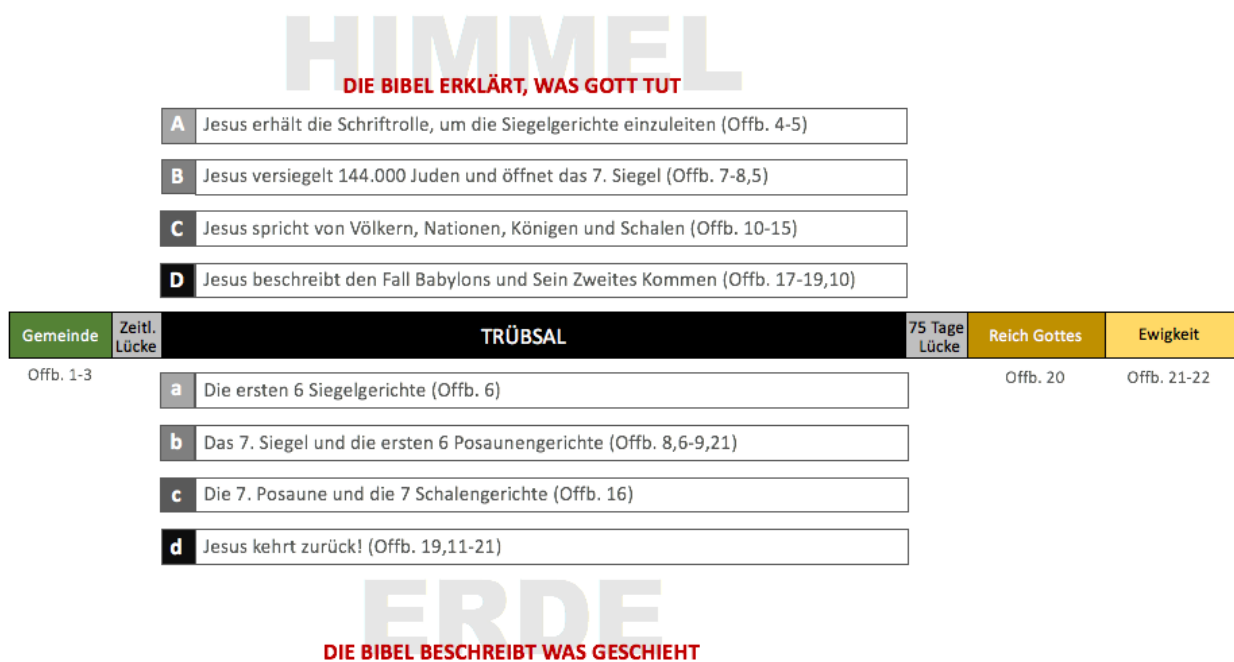 HIMMEL
DIE BIBEL ERKLÄRT, WAS GOTT TUT
A Jesus erhält die Schriftrolle, um die Siegelgerichte einzuleiten (Offb. 4-5)
B Jesus versiegelt 144.000 Juden und öffnet das 7. Siegel (Offb. 7-8,5)
C Jesus spricht von Völkern, Nationen, Königen und Schalen (Offb. 10-15)
D Jesus beschreibt den Fall Babylons und Sein Zweites Kommen (Offb. 17-19,10)
Gemeinde
Zeitl.
Lücke
TRÜBSAL
75 Tage
Lücke
Reich Gottes
Ewigkeit
Offb. 1-3
Offb. 20
Offb. 21-22
a Die ersten 6 Siegelgerichte (Offb. 6)
b Das 7. Siegel und die ersten 6 Posaunengerichte (Offb. 8,6-9,21)
c Die 7. Posaune und die 7 Schalengerichte (Offb. 16)
d Jesus kehrt zurück! (Offb. 19,11-21)
ERDE
DIE BIBEL BESCHREIBT WAS GESCHIEHT